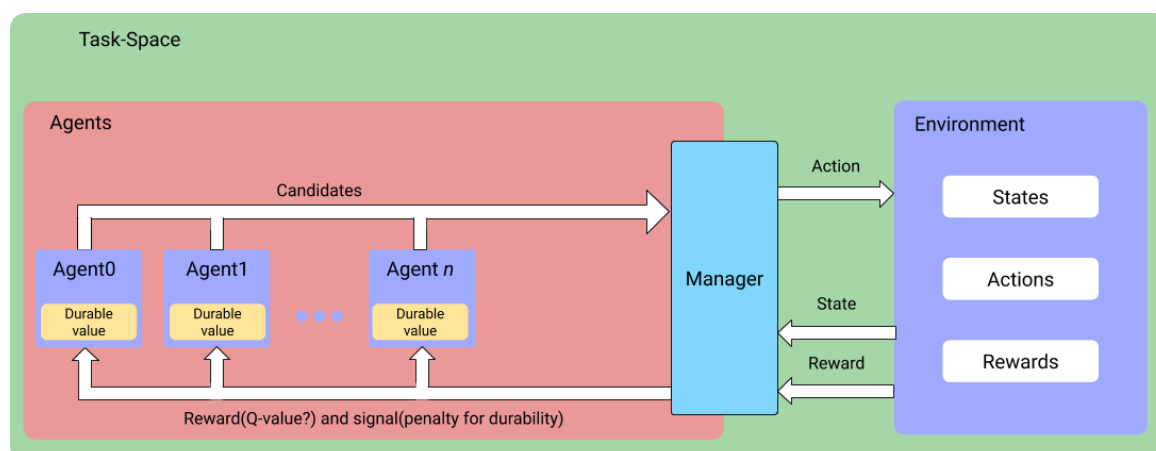 Task-Space
Agents
Environment
Candidates
Action
States
Agent0
Agent1
Agent n
Manager
Actions
Durable
value
Durable
value
Durable
value
State
Reward
Rewards
Reward(Q-value?) and signal(penalty for durability)